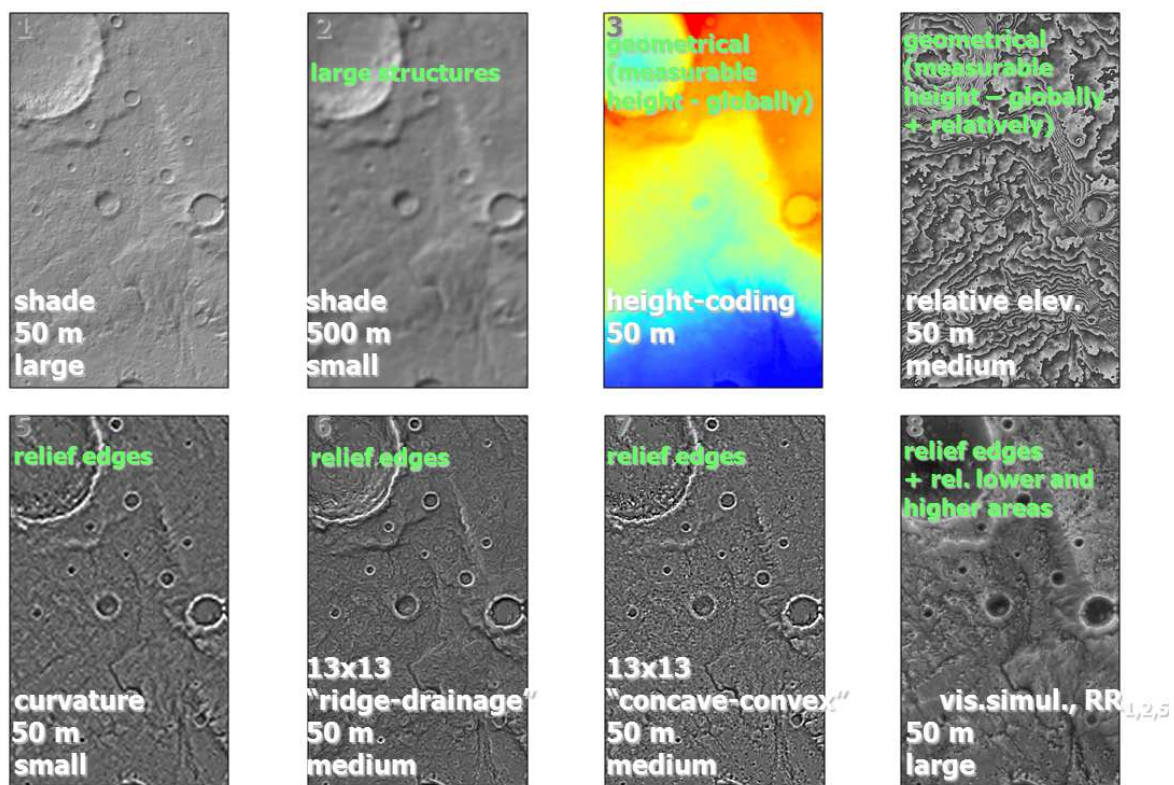 1
shade
50 m
large
2
large structures
shade
500 m
small
3
geometrical
(measurable
height - globally)
height-coding
50 m
geometrical
(measurable
height – globally
+ relatively)
relative elev.
50 m
medium
5
relief edges
curvature
50 m
small
6
relief edges
13x13
“ridge-drainage”
50 m
medium
7
relief edges
13x13
“concave-convex”
50 m
medium
8
relief edges
+ rel. lower and
higher areas
vis.simul., RR1,2,5
50 m
large